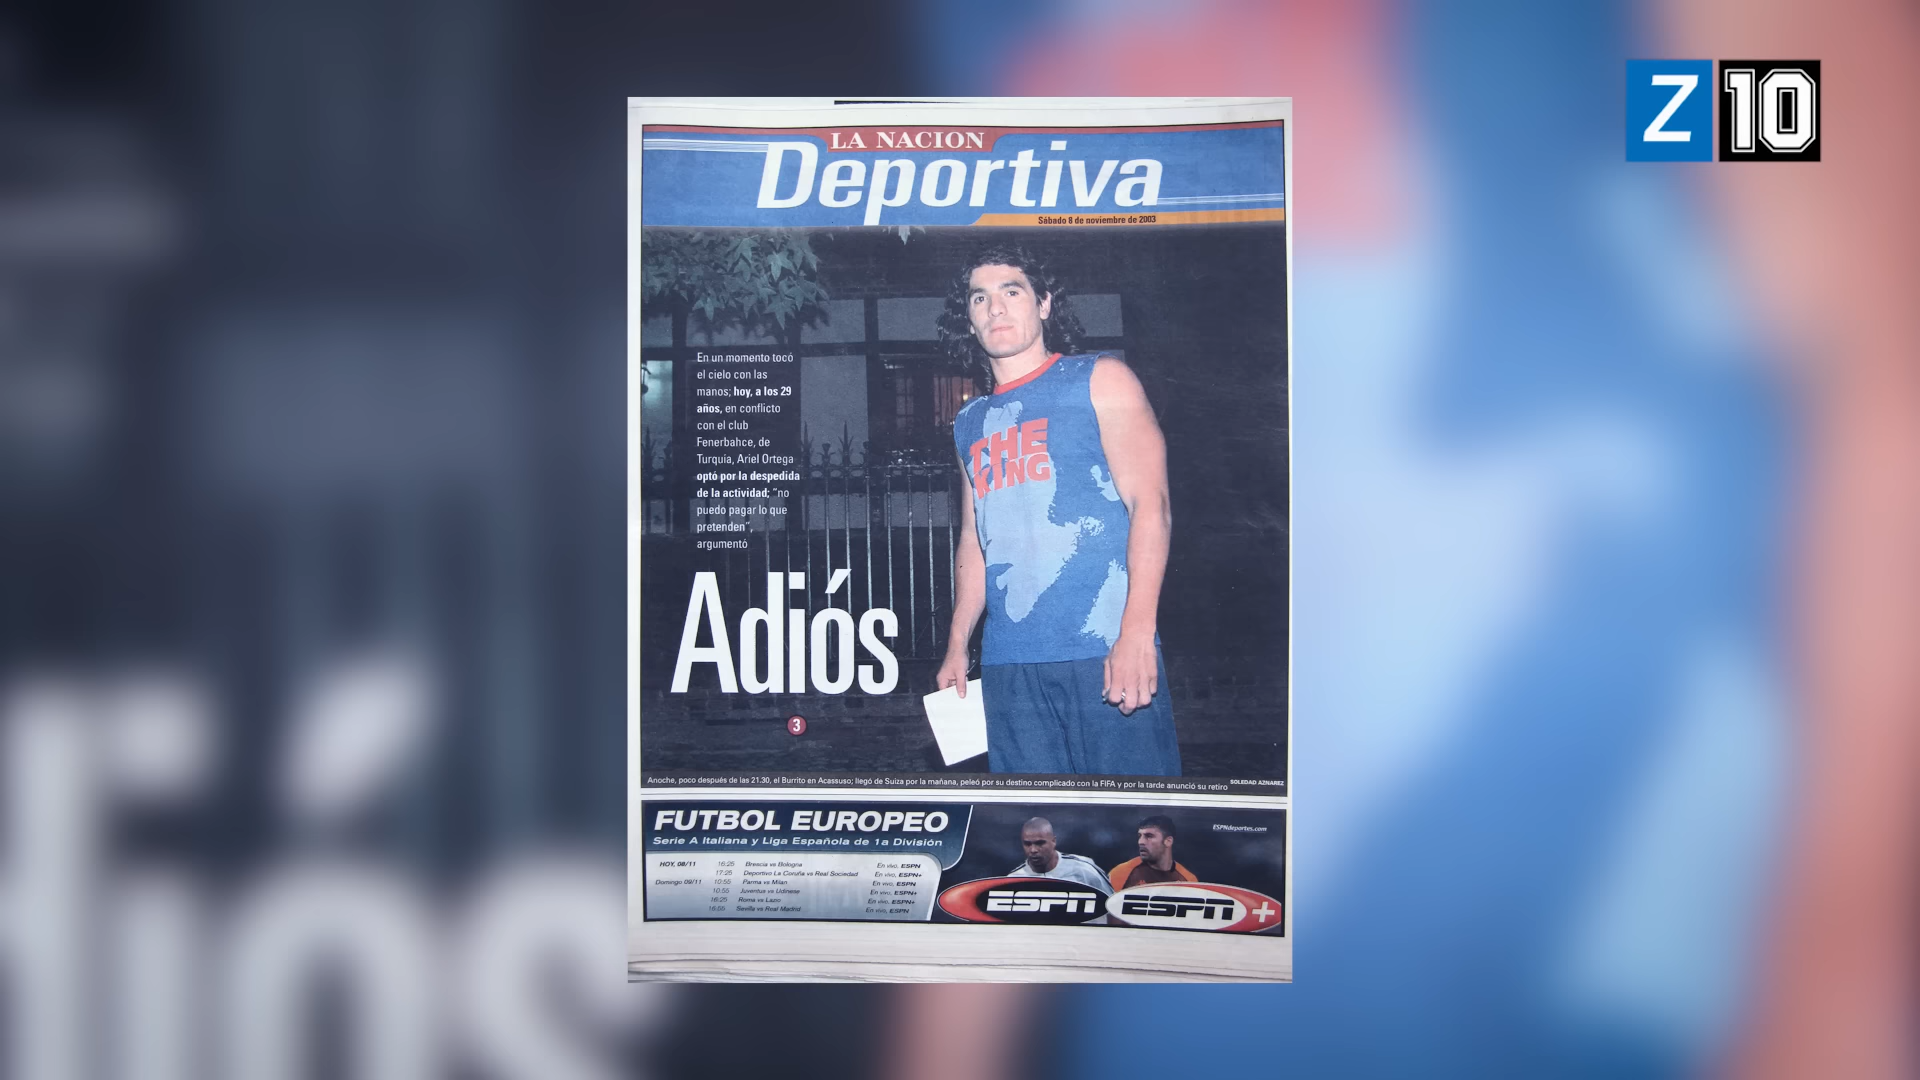 Z 10
LA NACION
Deportiva
Sábado 8 de noviembre de 2003
En un momento tocó
el cielo con las
manos; hoy, a los 29
años, en conflicto
con el club
Fenerbahce, de
Turquia, Ariel Ortega
optó por la despedida
de la actividad; “no
puedo pagar lo que
pretenden”,
argumentó
THE
KING
Adiós
3
Anoche, poco después de las 21.30, el Burrito en Acassuso; llegó de Suiza por la mañana, peleó por su destino complicado con la FIFA y por la tarde anunció su retiro
SOLEDAD AZNAREZ
FUTBOL EUROPEO
Serie A Italiana y Liga Española de 1a División
ESPNdeportes.com
HOY, 08/11 16:25 Brescia vs Bologna En vivo, ESPN
17:25 Deportivo La Coruña vs Real Sociedad En vivo, ESPN+
Domingo 09/11 10:55 Parma vs Milan En vivo, ESPN
10:55 Juventus vs Udinese En vivo, ESPN+
16:25 Roma vs Lazio En vivo, ESPN+
16:55 Sevilla vs Real Madrid En vivo, ESPN
ESPN ESPN+